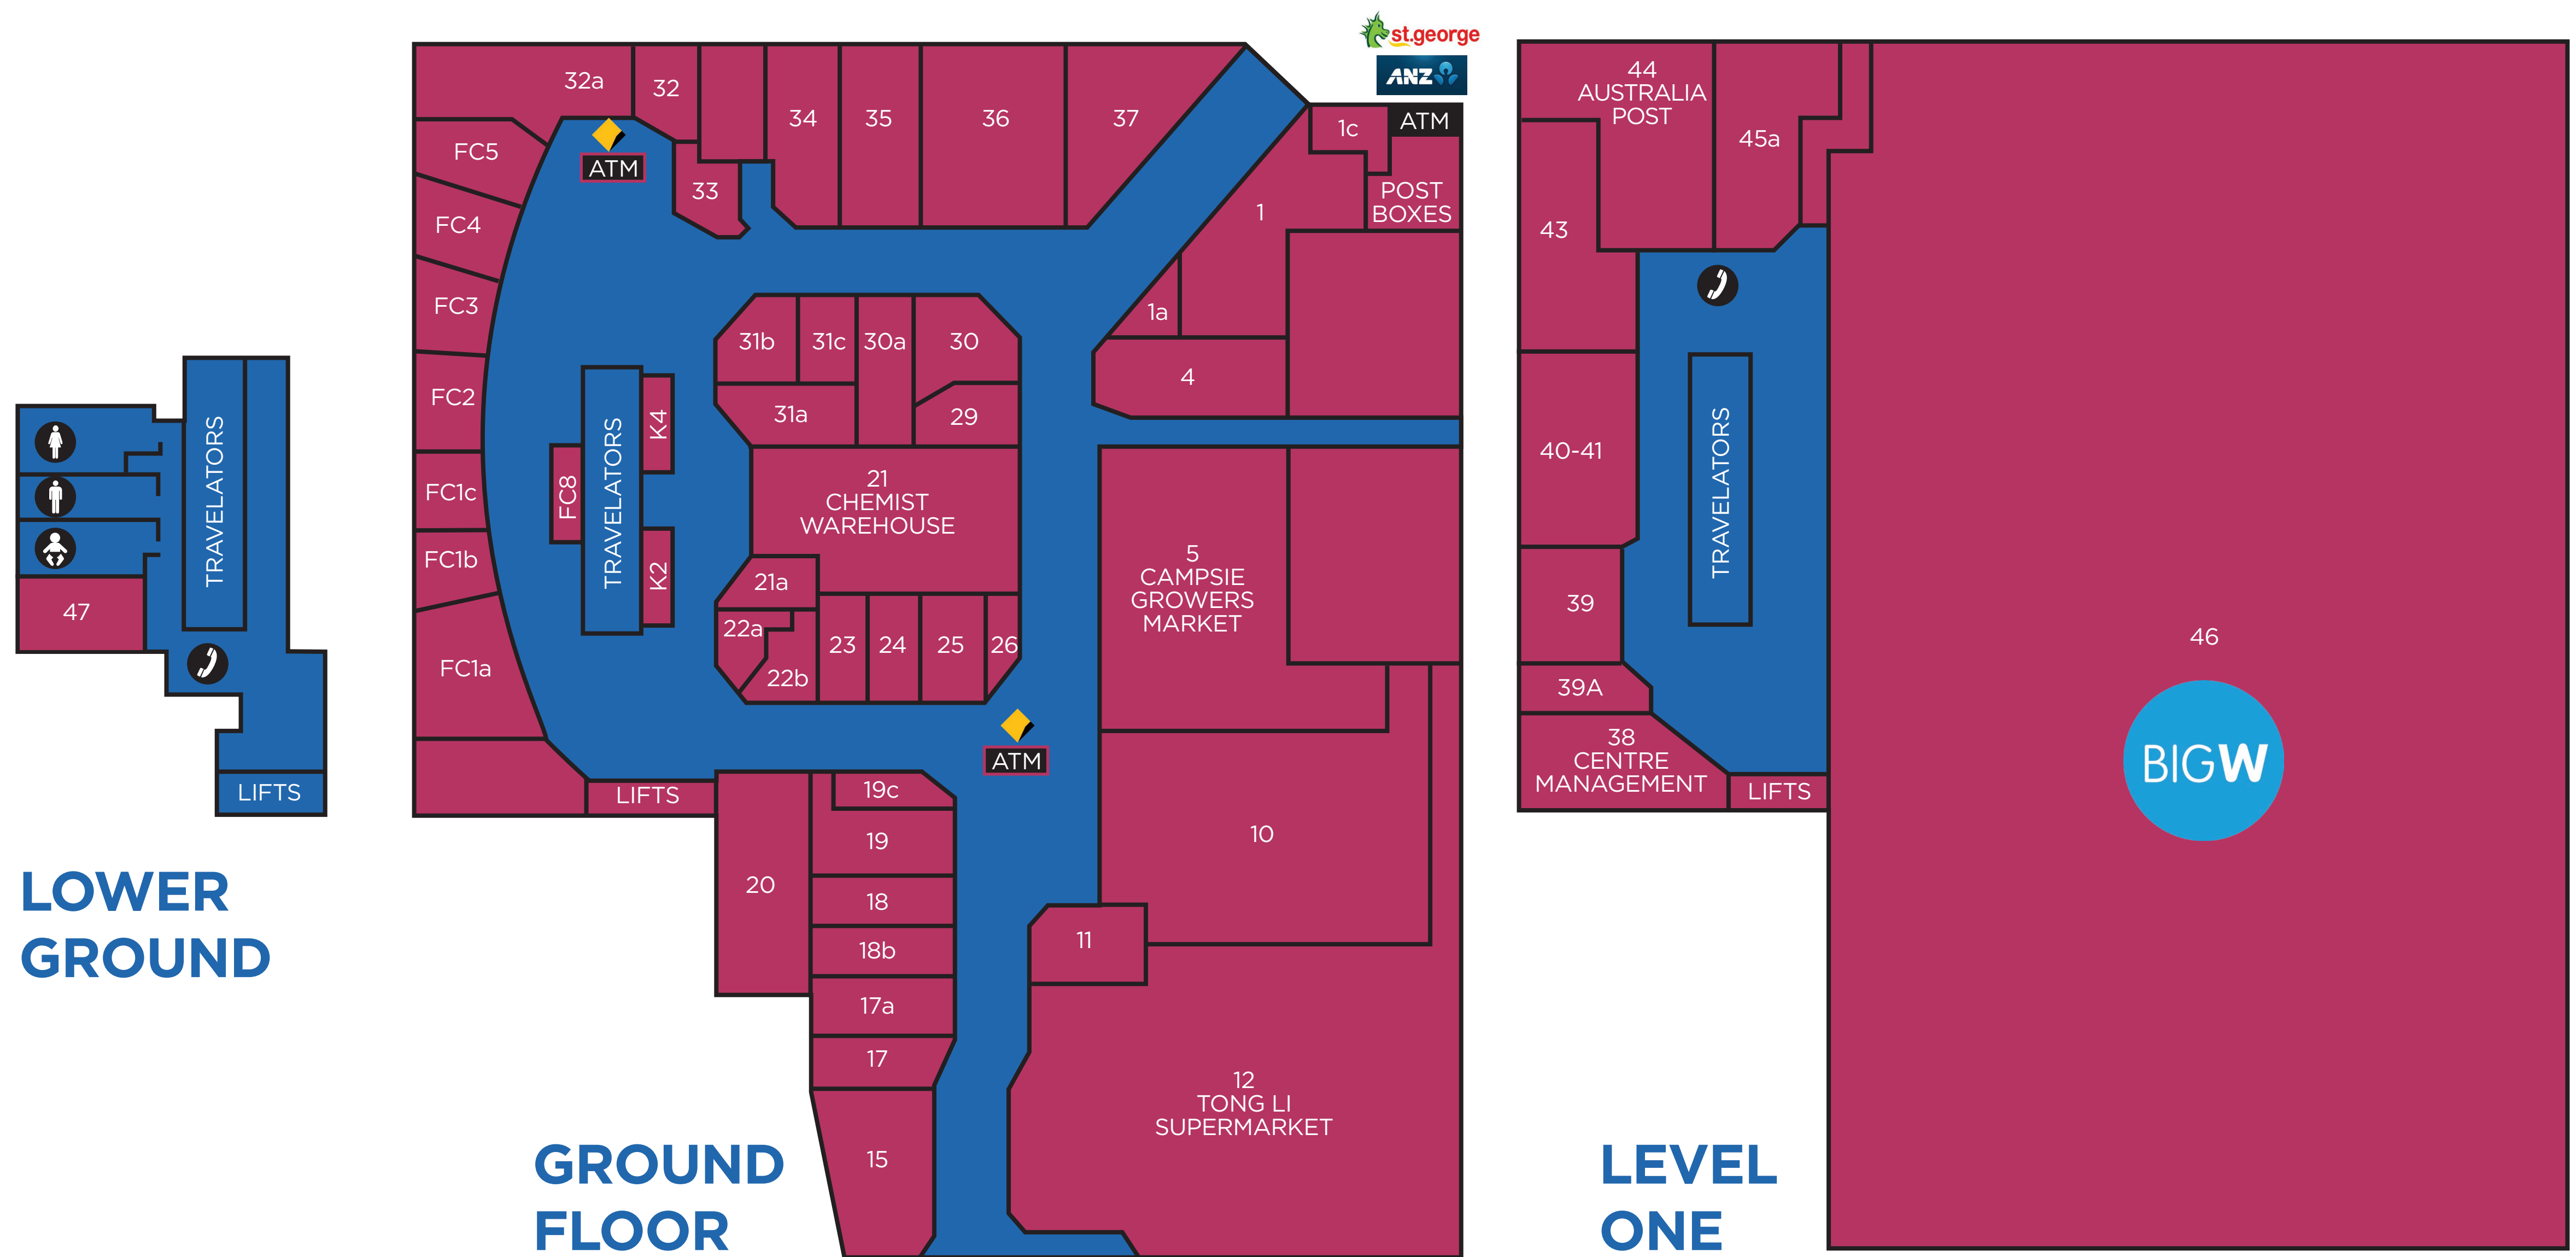 TRAVELATORS
47
LIFTS
LOWER
GROUND
st.george
ANZ
32a
32
34
35
36
37
1c
ATM
ATM
FC5
33
POST
BOXES
FC4
1
FC3
1a
31b
31c
30a
30
FC2
4
31a
29
K4
TRAVELATORS
FC8
FC1c
21
CHEMIST
WAREHOUSE
FC1b
K2
21a
5
CAMPSIE
GROWERS
MARKET
22a
23
24
25
26
FC1a
22b
ATM
LIFTS
19c
19
10
20
18
11
18b
17a
17
12
TONG LI
SUPERMARKET
15
GROUND
FLOOR
44
AUSTRALIA
POST
45a
43
40-41
TRAVELATORS
39
46
39A
38
CENTRE
MANAGEMENT
LIFTS
BIGW
LEVEL
ONE